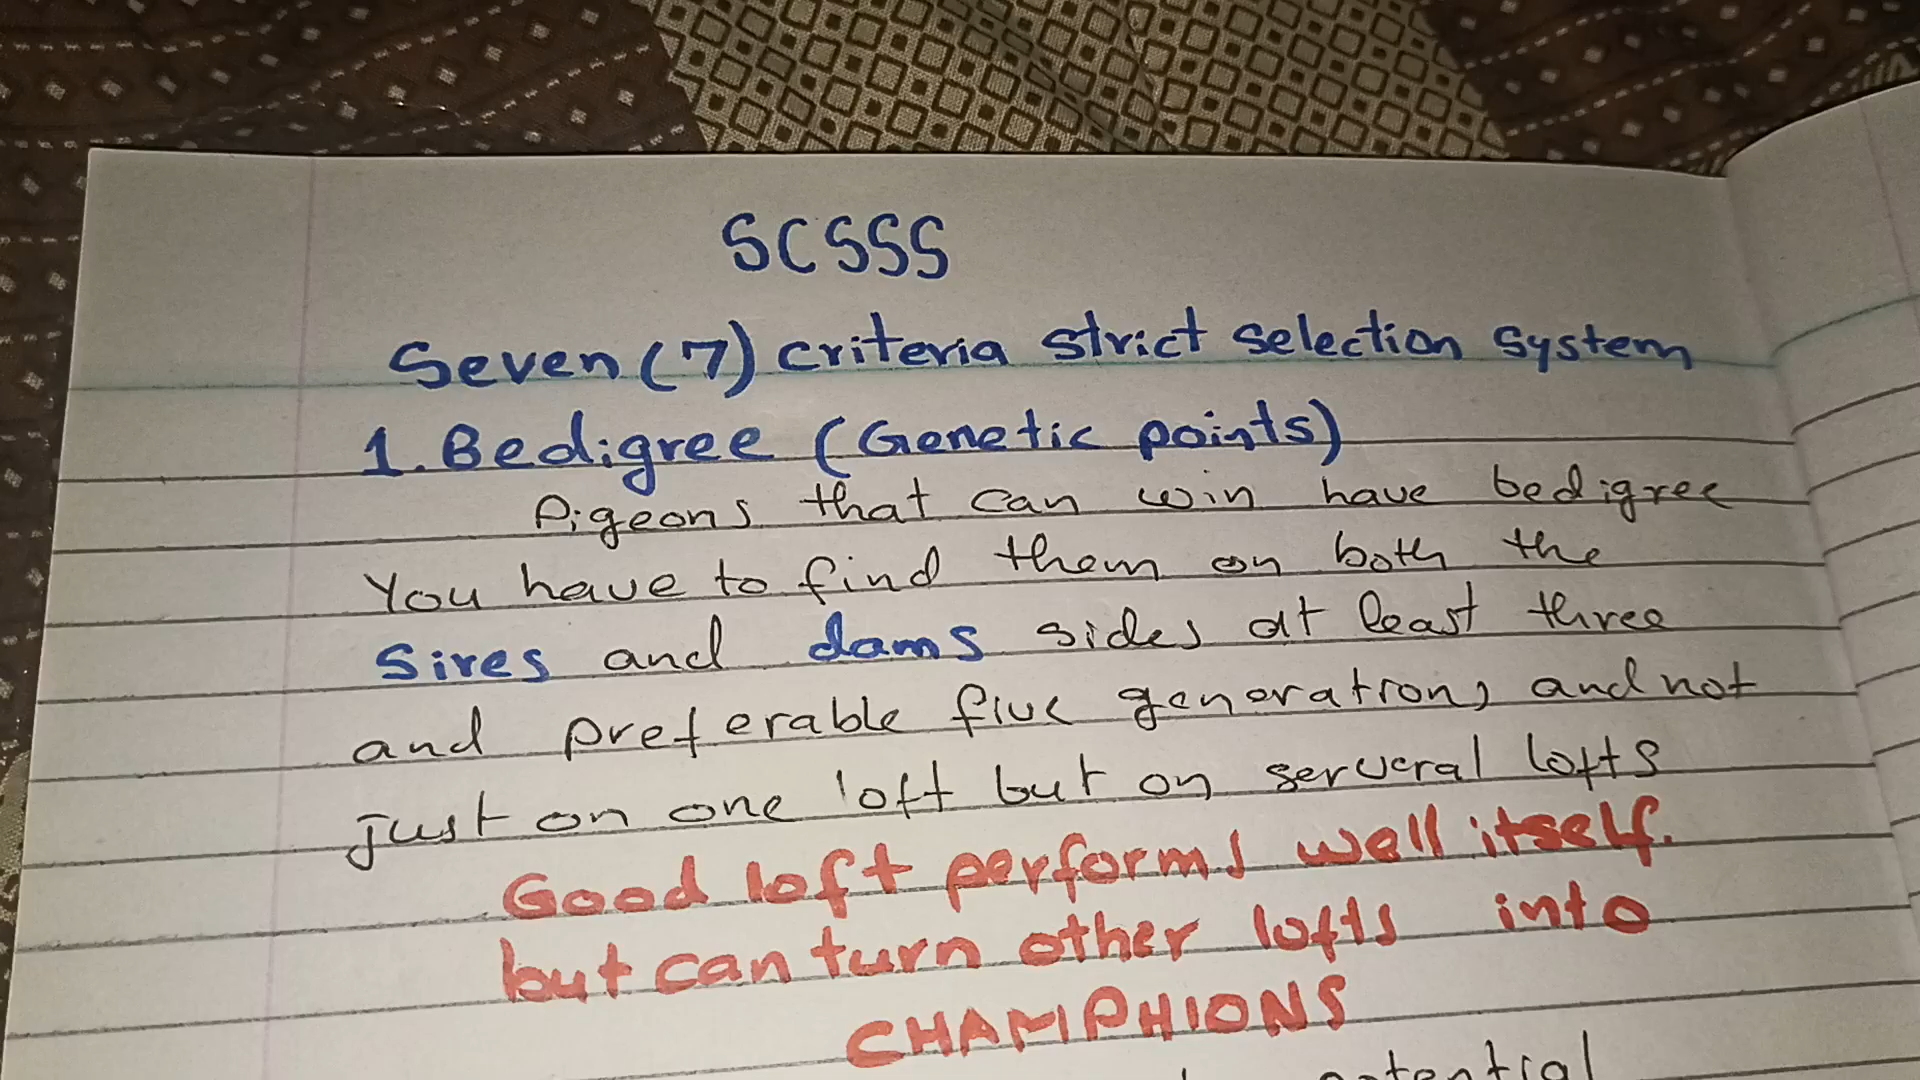 SCSSS
Seven (7) criteria strict selection system
1. Bedigree (Genetic points)
Pigeons that can win have bedigree
You have to find them on both the
Sires and dams sides at least three
and preferable five generations and not
just on one loft but on serveral lofts
Good loft performs well itself.
but can turn other lofts into
CHAMPHIONS
potential